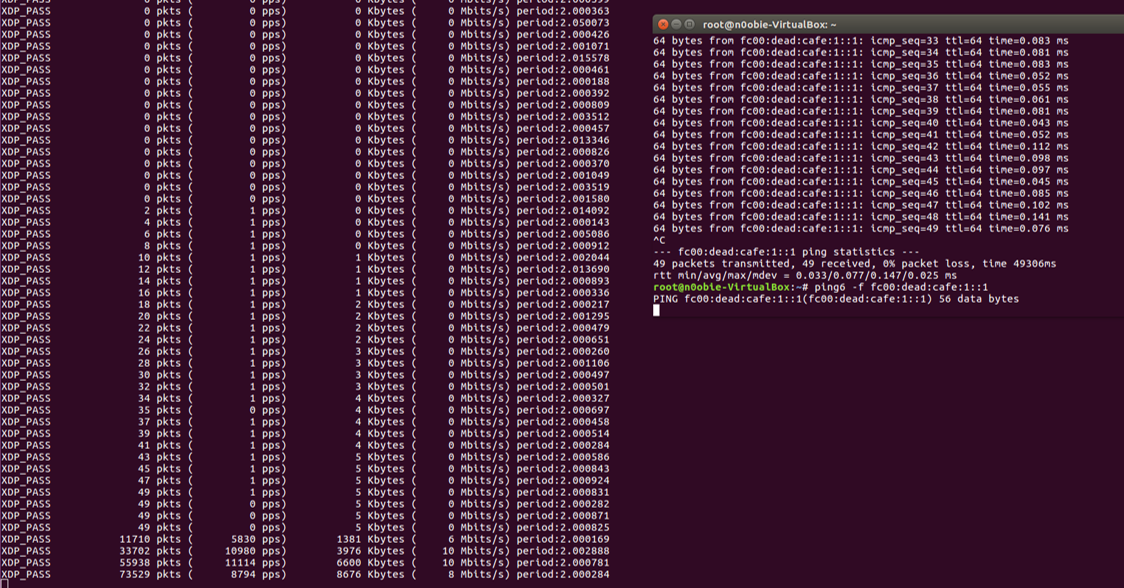 XDP_PASS 0 pkts ( 0 pps) 0 Kbytes ( 0 Mbits/s) period:2.000363
XDP_PASS 0 pkts ( 0 pps) 0 Kbytes ( 0 Mbits/s) period:2.050073
XDP_PASS 0 pkts ( 0 pps) 0 Kbytes ( 0 Mbits/s) period:2.000426
XDP_PASS 0 pkts ( 0 pps) 0 Kbytes ( 0 Mbits/s) period:2.001071
XDP_PASS 0 pkts ( 0 pps) 0 Kbytes ( 0 Mbits/s) period:2.015578
XDP_PASS 0 pkts ( 0 pps) 0 Kbytes ( 0 Mbits/s) period:2.000461
XDP_PASS 0 pkts ( 0 pps) 0 Kbytes ( 0 Mbits/s) period:2.000188
XDP_PASS 0 pkts ( 0 pps) 0 Kbytes ( 0 Mbits/s) period:2.000392
XDP_PASS 0 pkts ( 0 pps) 0 Kbytes ( 0 Mbits/s) period:2.000809
XDP_PASS 0 pkts ( 0 pps) 0 Kbytes ( 0 Mbits/s) period:2.003512
XDP_PASS 0 pkts ( 0 pps) 0 Kbytes ( 0 Mbits/s) period:2.000457
XDP_PASS 0 pkts ( 0 pps) 0 Kbytes ( 0 Mbits/s) period:2.013346
XDP_PASS 0 pkts ( 0 pps) 0 Kbytes ( 0 Mbits/s) period:2.000826
XDP_PASS 0 pkts ( 0 pps) 0 Kbytes ( 0 Mbits/s) period:2.000370
XDP_PASS 0 pkts ( 0 pps) 0 Kbytes ( 0 Mbits/s) period:2.001049
XDP_PASS 0 pkts ( 0 pps) 0 Kbytes ( 0 Mbits/s) period:2.003519
XDP_PASS 0 pkts ( 0 pps) 0 Kbytes ( 0 Mbits/s) period:2.001580
XDP_PASS 2 pkts ( 1 pps) 0 Kbytes ( 0 Mbits/s) period:2.014092
XDP_PASS 4 pkts ( 1 pps) 0 Kbytes ( 0 Mbits/s) period:2.000143
XDP_PASS 6 pkts ( 1 pps) 0 Kbytes ( 0 Mbits/s) period:2.005086
XDP_PASS 8 pkts ( 1 pps) 0 Kbytes ( 0 Mbits/s) period:2.000912
XDP_PASS 10 pkts ( 1 pps) 1 Kbytes ( 0 Mbits/s) period:2.002044
XDP_PASS 12 pkts ( 1 pps) 1 Kbytes ( 0 Mbits/s) period:2.013690
XDP_PASS 14 pkts ( 1 pps) 1 Kbytes ( 0 Mbits/s) period:2.000893
XDP_PASS 16 pkts ( 1 pps) 1 Kbytes ( 0 Mbits/s) period:2.000336
XDP_PASS 18 pkts ( 1 pps) 2 Kbytes ( 0 Mbits/s) period:2.000217
XDP_PASS 20 pkts ( 1 pps) 2 Kbytes ( 0 Mbits/s) period:2.001295
XDP_PASS 22 pkts ( 1 pps) 2 Kbytes ( 0 Mbits/s) period:2.000479
XDP_PASS 24 pkts ( 1 pps) 2 Kbytes ( 0 Mbits/s) period:2.000651
XDP_PASS 26 pkts ( 1 pps) 3 Kbytes ( 0 Mbits/s) period:2.000260
XDP_PASS 28 pkts ( 1 pps) 3 Kbytes ( 0 Mbits/s) period:2.001106
XDP_PASS 30 pkts ( 1 pps) 3 Kbytes ( 0 Mbits/s) period:2.000497
XDP_PASS 32 pkts ( 1 pps) 3 Kbytes ( 0 Mbits/s) period:2.000501
XDP_PASS 34 pkts ( 1 pps) 4 Kbytes ( 0 Mbits/s) period:2.000327
XDP_PASS 35 pkts ( 0 pps) 4 Kbytes ( 0 Mbits/s) period:2.000697
XDP_PASS 37 pkts ( 1 pps) 4 Kbytes ( 0 Mbits/s) period:2.000458
XDP_PASS 39 pkts ( 1 pps) 4 Kbytes ( 0 Mbits/s) period:2.000514
XDP_PASS 41 pkts ( 1 pps) 4 Kbytes ( 0 Mbits/s) period:2.000284
XDP_PASS 43 pkts ( 1 pps) 5 Kbytes ( 0 Mbits/s) period:2.000586
XDP_PASS 45 pkts ( 1 pps) 5 Kbytes ( 0 Mbits/s) period:2.000843
XDP_PASS 47 pkts ( 1 pps) 5 Kbytes ( 0 Mbits/s) period:2.000924
XDP_PASS 49 pkts ( 1 pps) 5 Kbytes ( 0 Mbits/s) period:2.000831
XDP_PASS 49 pkts ( 0 pps) 5 Kbytes ( 0 Mbits/s) period:2.000282
XDP_PASS 49 pkts ( 0 pps) 5 Kbytes ( 0 Mbits/s) period:2.000871
XDP_PASS 49 pkts ( 0 pps) 5 Kbytes ( 0 Mbits/s) period:2.000825
XDP_PASS 11710 pkts ( 5830 pps) 1381 Kbytes ( 6 Mbits/s) period:2.000169
XDP_PASS 33702 pkts ( 10980 pps) 3976 Kbytes ( 10 Mbits/s) period:2.002888
XDP_PASS 55938 pkts ( 11114 pps) 6600 Kbytes ( 10 Mbits/s) period:2.000781
XDP_PASS 73529 pkts ( 8794 pps) 8676 Kbytes ( 8 Mbits/s) period:2.000284
root@n0obie-VirtualBox: ~
64 bytes from fc00:dead:cafe:1::1: icmp_seq=33 ttl=64 time=0.083 ms
64 bytes from fc00:dead:cafe:1::1: icmp_seq=34 ttl=64 time=0.081 ms
64 bytes from fc00:dead:cafe:1::1: icmp_seq=35 ttl=64 time=0.083 ms
64 bytes from fc00:dead:cafe:1::1: icmp_seq=36 ttl=64 time=0.052 ms
64 bytes from fc00:dead:cafe:1::1: icmp_seq=37 ttl=64 time=0.055 ms
64 bytes from fc00:dead:cafe:1::1: icmp_seq=38 ttl=64 time=0.061 ms
64 bytes from fc00:dead:cafe:1::1: icmp_seq=39 ttl=64 time=0.081 ms
64 bytes from fc00:dead:cafe:1::1: icmp_seq=40 ttl=64 time=0.043 ms
64 bytes from fc00:dead:cafe:1::1: icmp_seq=41 ttl=64 time=0.052 ms
64 bytes from fc00:dead:cafe:1::1: icmp_seq=42 ttl=64 time=0.112 ms
64 bytes from fc00:dead:cafe:1::1: icmp_seq=43 ttl=64 time=0.098 ms
64 bytes from fc00:dead:cafe:1::1: icmp_seq=44 ttl=64 time=0.097 ms
64 bytes from fc00:dead:cafe:1::1: icmp_seq=45 ttl=64 time=0.045 ms
64 bytes from fc00:dead:cafe:1::1: icmp_seq=46 ttl=64 time=0.085 ms
64 bytes from fc00:dead:cafe:1::1: icmp_seq=47 ttl=64 time=0.102 ms
64 bytes from fc00:dead:cafe:1::1: icmp_seq=48 ttl=64 time=0.141 ms
64 bytes from fc00:dead:cafe:1::1: icmp_seq=49 ttl=64 time=0.076 ms
^C
--- fc00:dead:cafe:1::1 ping statistics ---
49 packets transmitted, 49 received, 0% packet loss, time 49306ms
rtt min/avg/max/mdev = 0.033/0.077/0.147/0.025 ms
root@n0obie-VirtualBox:~# ping6 -f fc00:dead:cafe:1::1
PING fc00:dead:cafe:1::1(fc00:dead:cafe:1::1) 56 data bytes